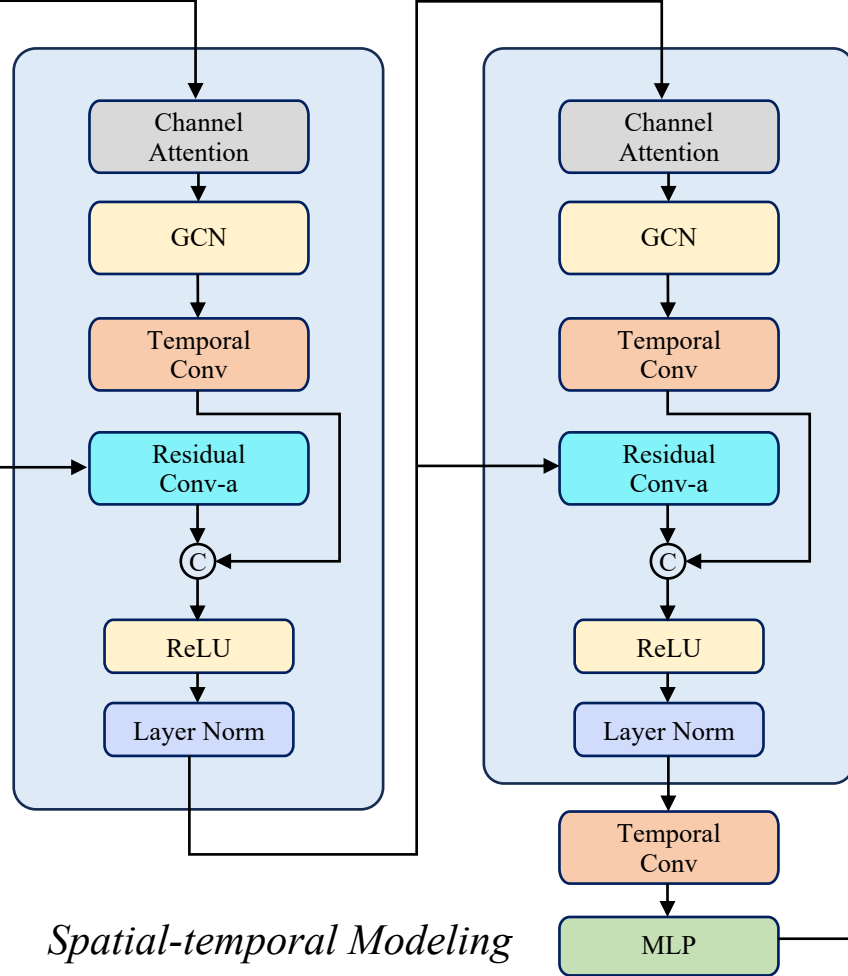 Channel
Attention
GCN
Temporal
Conv
Residual
Conv-a
C
ReLU
Layer Norm
Channel
Attention
GCN
Temporal
Conv
Residual
Conv-a
C
ReLU
Layer Norm
Temporal
Conv
MLP
Spatial-temporal Modeling